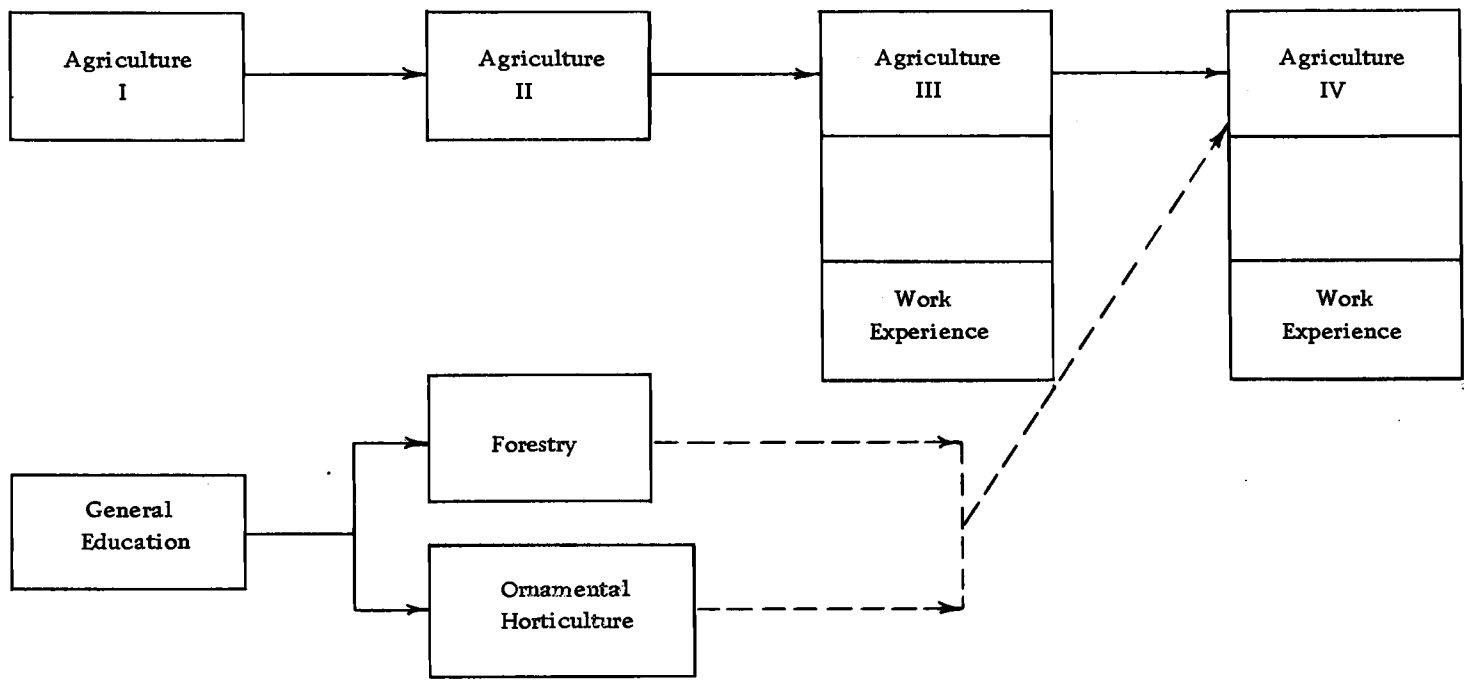 Agriculture
I
Agriculture
II
Agriculture
III
Agriculture
IV
Work
Experience
Work
Experience
Forestry
General
Education
Ornamental
Horticulture